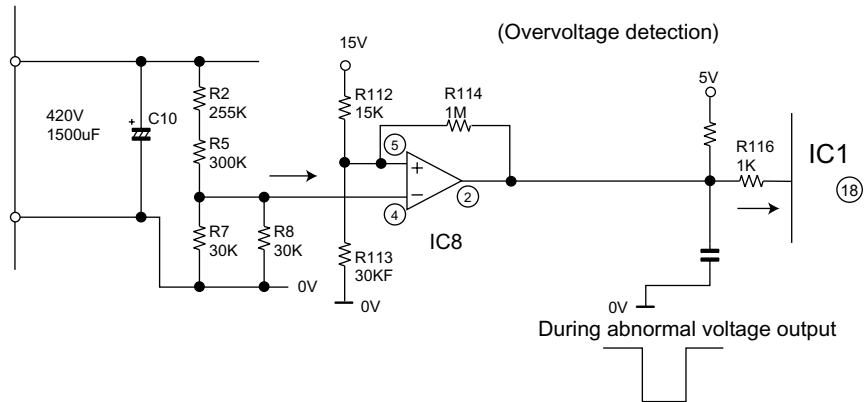 (Overvoltage detection)
15V
5V
R112
15K
R114
1M
R2
255K
420V
1500uF
+
C10
R5
300K
R116
1K
IC1
18
5
+
−
4
2
IC8
R7
30K
R8
30K
R113
30KF
0V
0V
0V
During abnormal voltage output